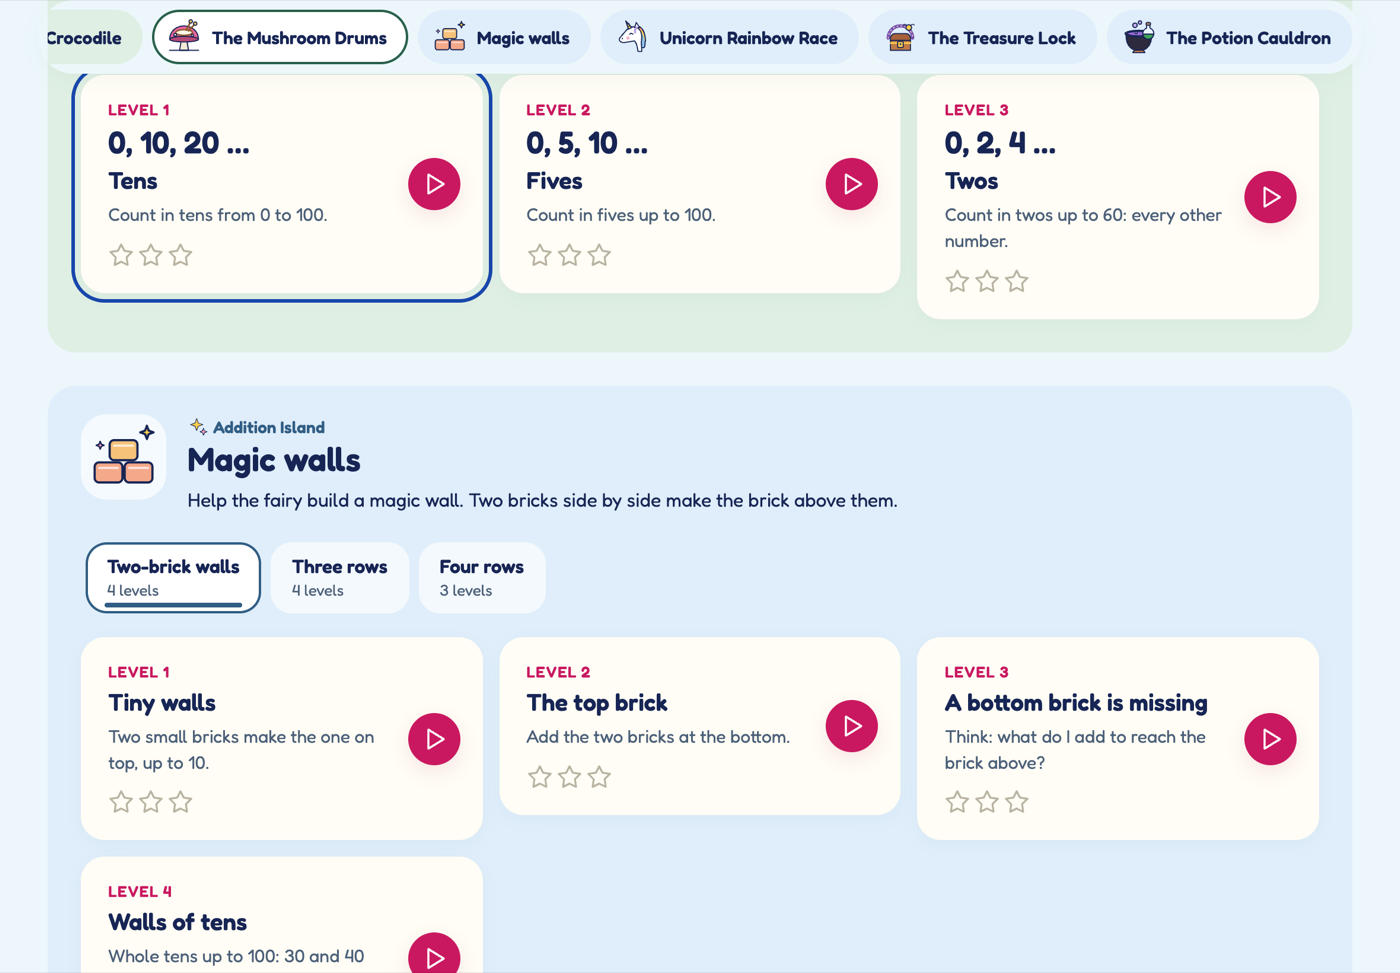 Crocodile
The Mushroom Drums
Magic walls
Unicorn Rainbow Race
The Treasure Lock
The Potion Cauldron
LEVEL 1
0, 10, 20 ...
Tens
Count in tens from 0 to 100.
LEVEL 2
0, 5, 10 ...
Fives
Count in fives up to 100.
LEVEL 3
0, 2, 4 ...
Twos
Count in twos up to 60: every other
number.
Addition Island
Magic walls
Help the fairy build a magic wall. Two bricks side by side make the brick above them.
Two-brick walls
4 levels
Three rows
4 levels
Four rows
3 levels
LEVEL 1
Tiny walls
Two small bricks make the one on
top, up to 10.
LEVEL 2
The top brick
Add the two bricks at the bottom.
LEVEL 3
A bottom brick is missing
Think: what do I add to reach the
brick above?
LEVEL 4
Walls of tens
Whole tens up to 100: 30 and 40